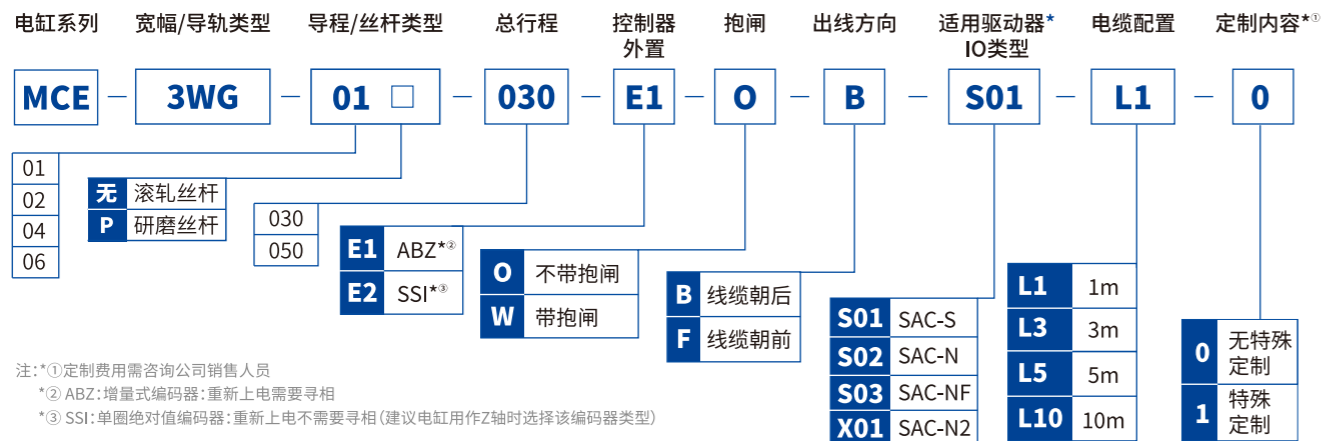 电缸系列 宽幅/导轨类型 导程/丝杆类型 总行程 控制器外置 抱闸 出线方向 适用驱动器* IO类型 电缆配置 定制内容*①
MCE — 3WG — 01 □ — 030 — E1 — O — B — S01 — L1 — 0
01
02
04
06
无 滚轧丝杆
P 研磨丝杆
030
050
E1 ABZ*②
E2 SSI*③
O 不带抱闸
W 带抱闸
B 线缆朝后
F 线缆朝前
S01 SAC-S
S02 SAC-N
S03 SAC-NF
X01 SAC-N2
L1 1m
L3 3m
L5 5m
L10 10m
0 无特殊定制
1 特殊定制
注:*①定制费用需咨询公司销售人员
*② ABZ:增量式编码器:重新上电需要寻相
*③ SSI:单圈绝对值编码器:重新上电不需要寻相(建议电缸用作Z轴时选择该编码器类型)